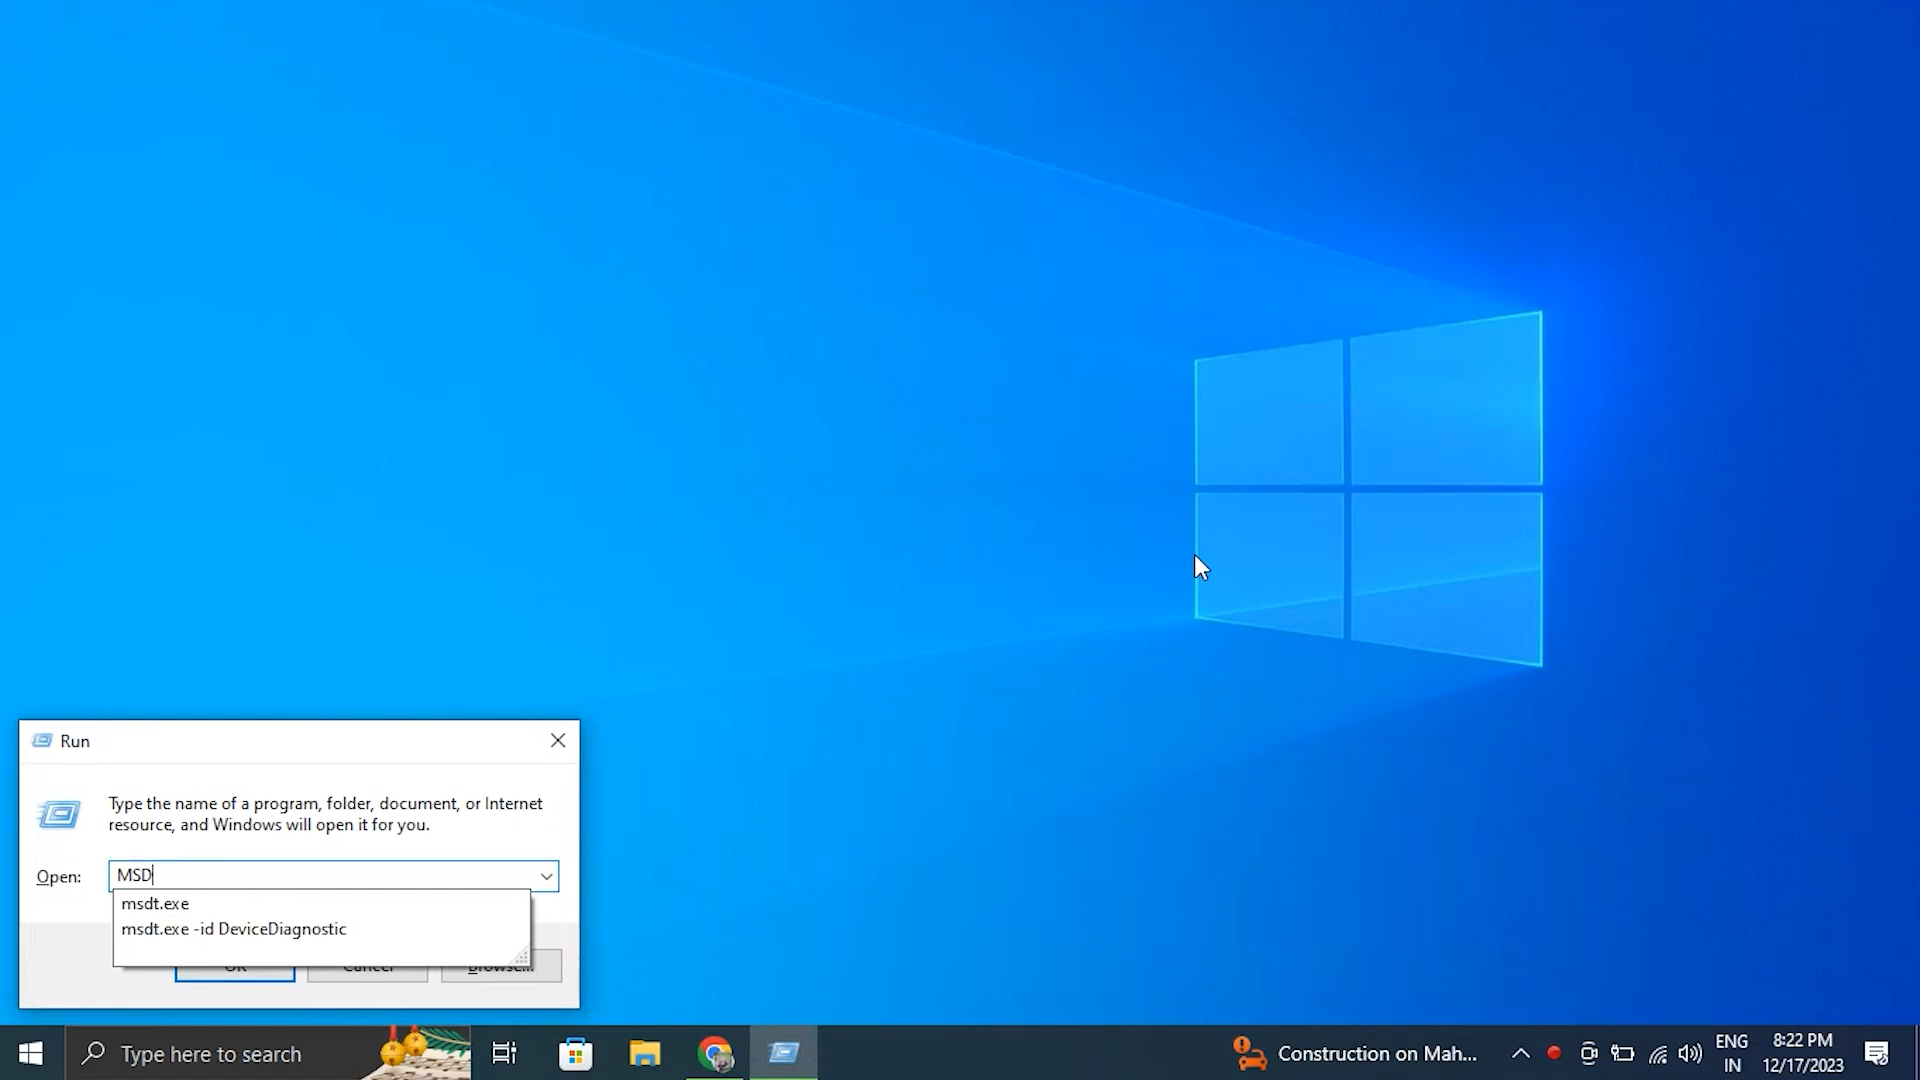 Run
Type the name of a program, folder, document, or Internet
resource, and Windows will open it for you.
Open:
MSD
msdt.exe
msdt.exe -id DeviceDiagnostic
OK
Cancel
Browse...
Type here to search
Construction on Mah...
ENG
IN
8:22 PM
12/17/2023